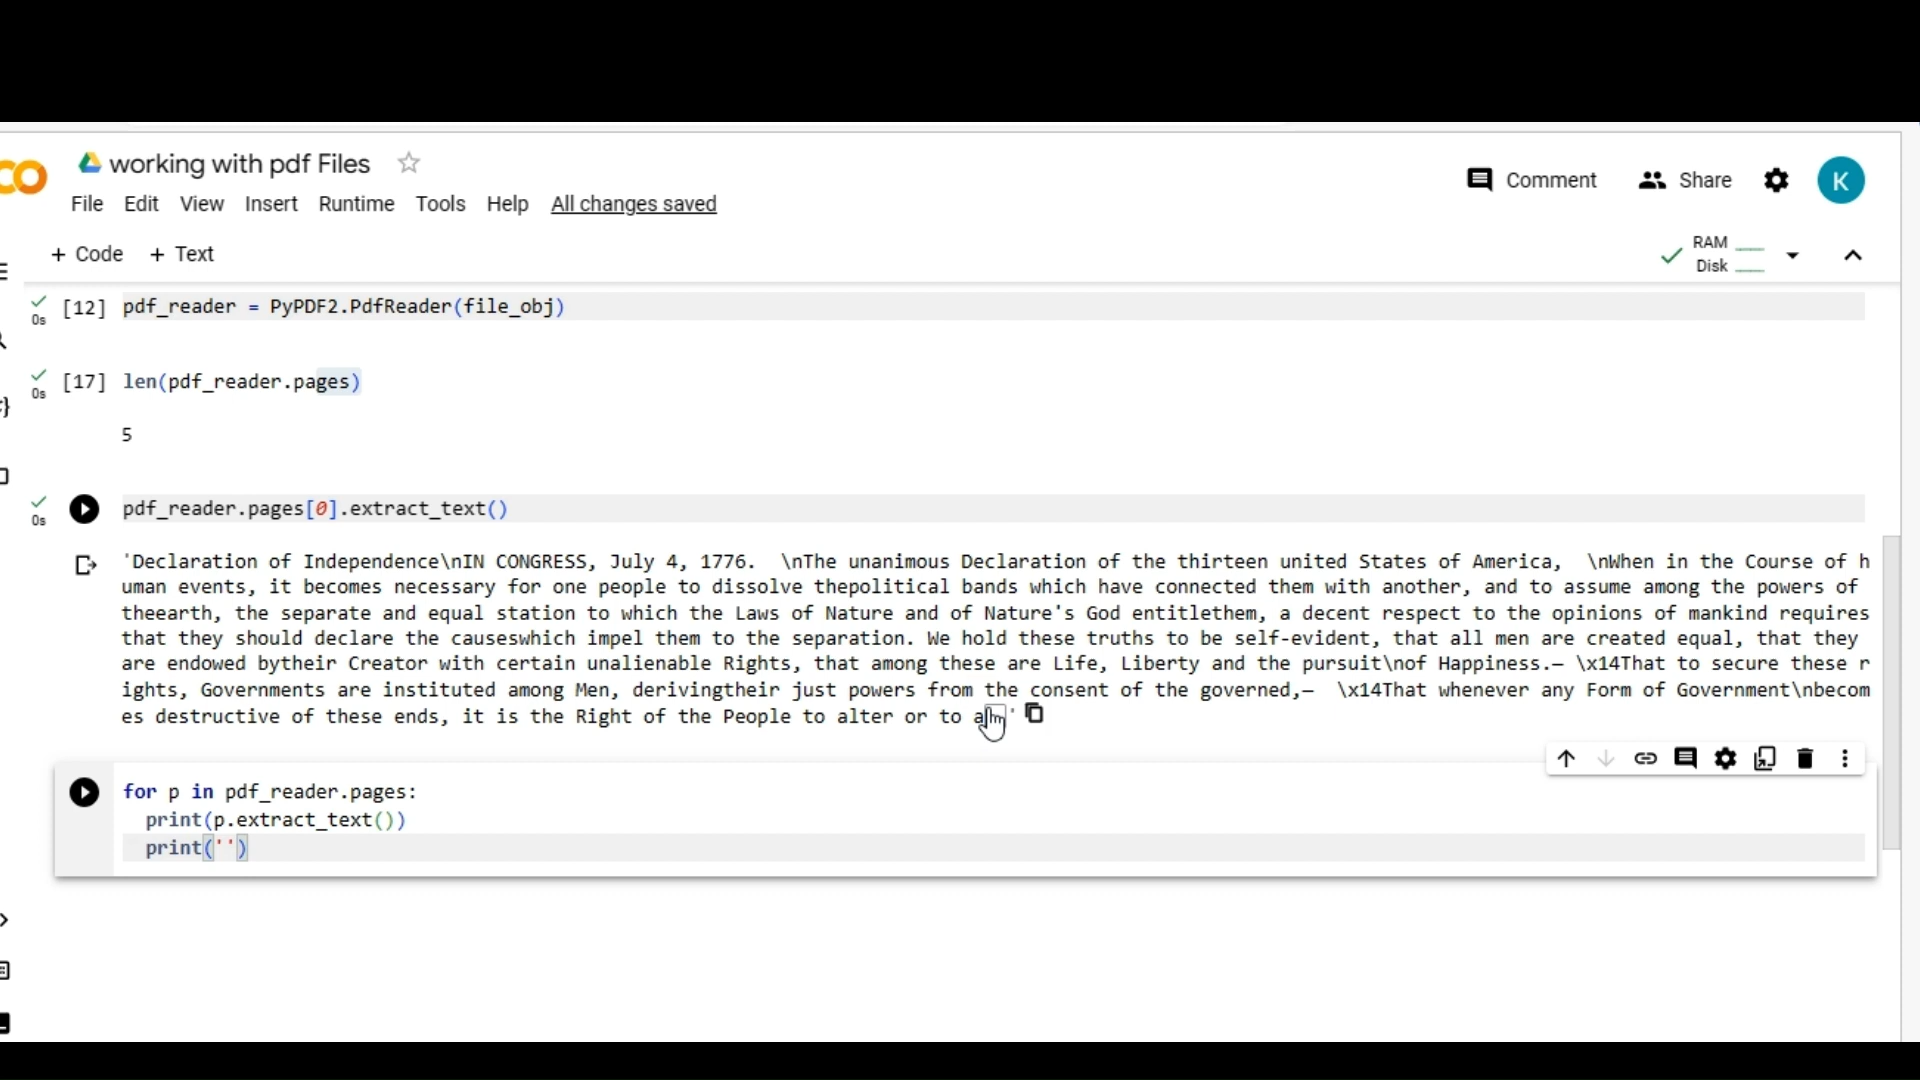 working with pdf Files
File Edit View Insert Runtime Tools Help All changes saved
Comment Share K
+ Code + Text
RAM
Disk
[12] pdf_reader = PyPDF2.PdfReader(file_obj)
0s
[17] len(pdf_reader.pages)
0s
5
pdf_reader.pages[0].extract_text()
0s
'Declaration of Independence\nIN CONGRESS, July 4, 1776.  \nThe unanimous Declaration of the thirteen united States of America,  \nWhen in the Course of h
uman events, it becomes necessary for one people to dissolve thepolitical bands which have connected them with another, and to assume among the powers of
theearth, the separate and equal station to which the Laws of Nature and of Nature's God entitlethem, a decent respect to the opinions of mankind requires
that they should declare the causeswhich impel them to the separation. We hold these truths to be self-evident, that all men are created equal, that they
are endowed bytheir Creator with certain unalienable Rights, that among these are Life, Liberty and the pursuit\nof Happiness.— \x14That to secure these r
ights, Governments are instituted among Men, derivingtheir just powers from the consent of the governed,—  \x14That whenever any Form of Government\nbecom
es destructive of these ends, it is the Right of the People to alter or to
for p in pdf_reader.pages:
print(p.extract_text())
print('')